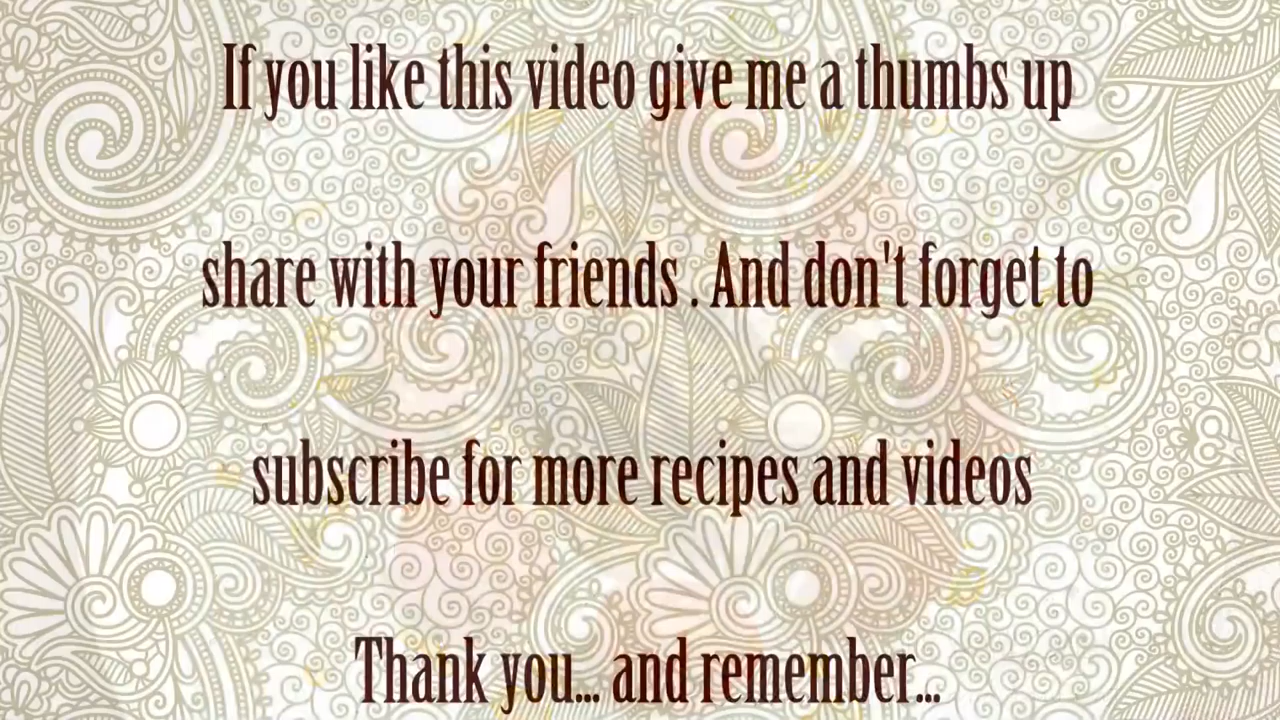 If you like this video give me a thumbs up
share with your friends . And don't forget to
subscribe for more recipes and videos
Thank you... and remember...